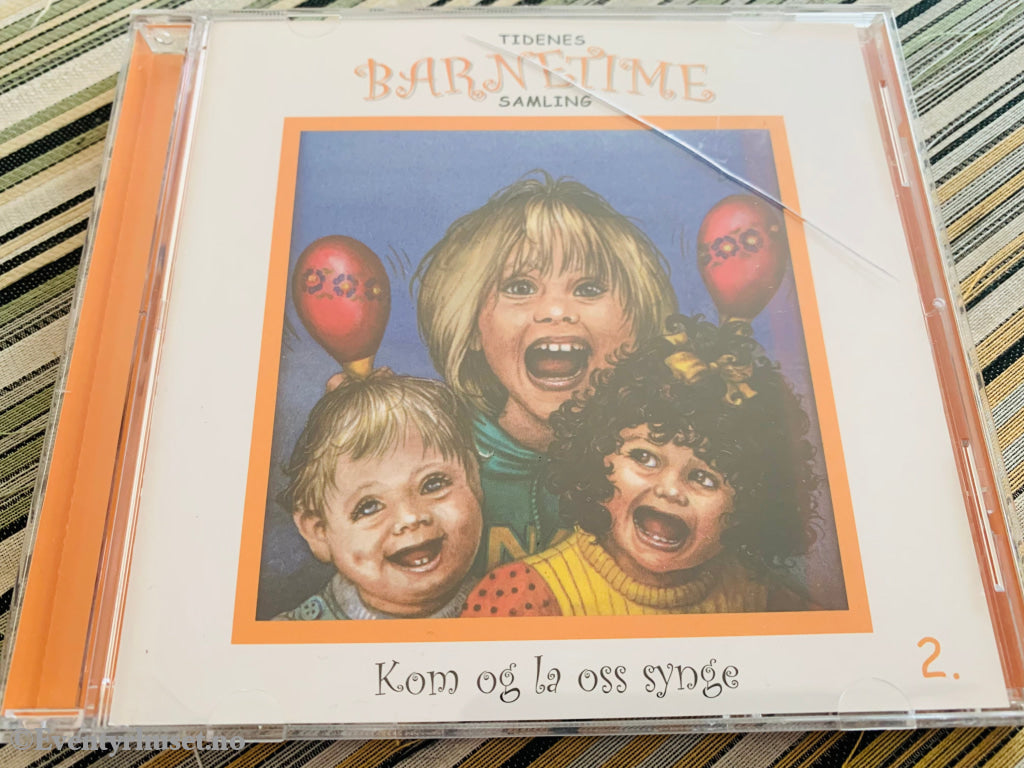 TIDENES
BARNETIME
SAMLING
N
Kom og la oss synge
2.
©Eventyrhuset.no